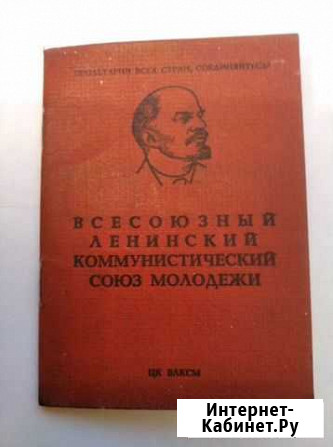 ПРОЛЕТАРИИ ВСЕХ СТРАН, СОЕДИНЯЙТЕСЬ!
ВСЕСОЮЗНЫЙ
ЛЕНИНСКИЙ
КОММУНИСТИЧЕСКИЙ
СОЮЗ МОЛОДЕЖИ
ЦК ВЛКСМ
Интернет-
Кабинет.Ру